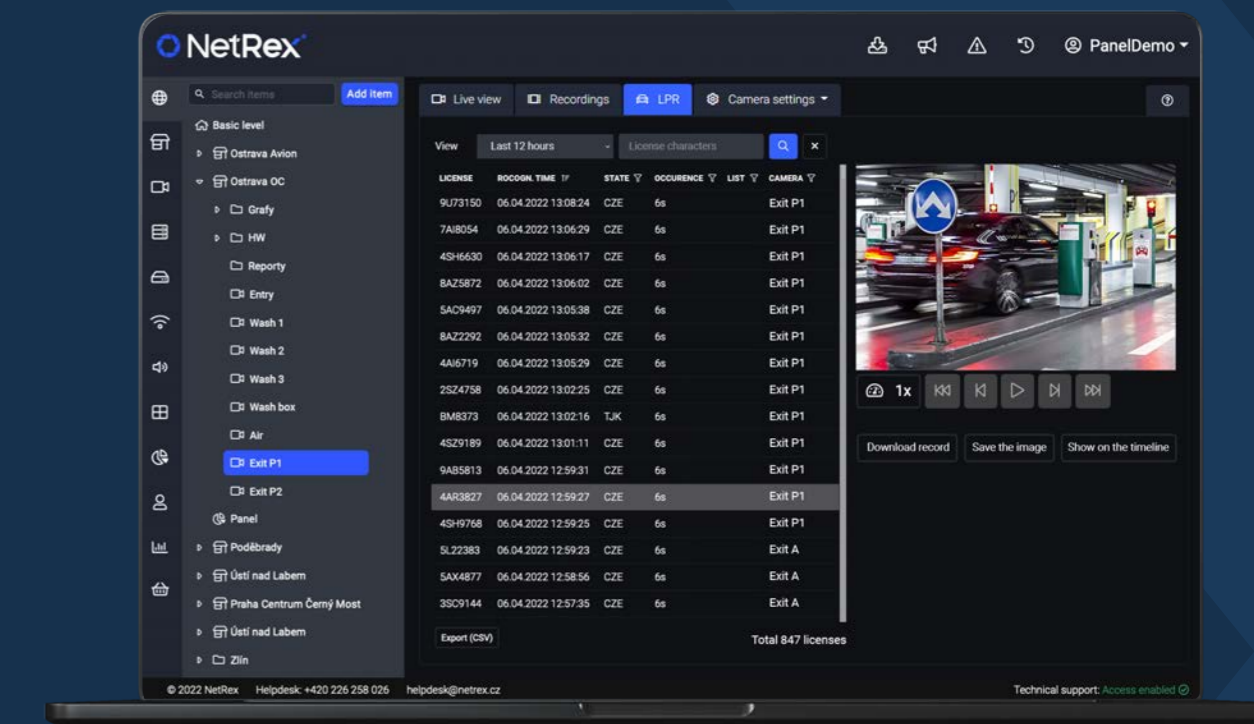 NetRex
PanelDemo
Search items
Add item
Live view
Recordings
LPR
Camera settings
Basic level
Ostrava Avion
Ostrava OC
Grafy
HW
Reporty
Entry
Wash 1
Wash 2
Wash 3
Wash box
Air
Exit P1
Exit P2
Panel
Poděbrady
Ústí nad Labem
Praha Centrum Černý Most
Ústí nad Labem
Zlín
View Last 12 hours License characters
LICENSE ROCOGN. TIME STATE OCCURENCE LIST CAMERA
9U73150 06.04.2022 13:08:24 CZE 6s Exit P1
7AI8054 06.04.2022 13:06:29 CZE 6s Exit P1
4SH6630 06.04.2022 13:06:17 CZE 6s Exit P1
8AZ5872 06.04.2022 13:06:02 CZE 6s Exit P1
5AC9497 06.04.2022 13:05:38 CZE 6s Exit P1
8AZ2292 06.04.2022 13:05:32 CZE 6s Exit P1
4AI6719 06.04.2022 13:05:29 CZE 6s Exit P1
2SZ4758 06.04.2022 13:02:25 CZE 6s Exit P1
BM8373 06.04.2022 13:02:16 TJK 6s Exit P1
4SZ9189 06.04.2022 13:01:11 CZE 6s Exit P1
9AB5813 06.04.2022 12:59:31 CZE 6s Exit P1
4AR3827 06.04.2022 12:59:27 CZE 6s Exit P1
4SH9768 06.04.2022 12:59:25 CZE 6s Exit P1
5L22383 06.04.2022 12:59:23 CZE 6s Exit A
5AX4877 06.04.2022 12:58:56 CZE 6s Exit A
3SC9144 06.04.2022 12:57:35 CZE 6s Exit A
Export (CSV)
Total 847 licenses
1x
Download record
Save the image
Show on the timeline
© 2022 NetRex Helpdesk: +420 226 258 026 helpdesk@netrex.cz
Technical support: Access enabled